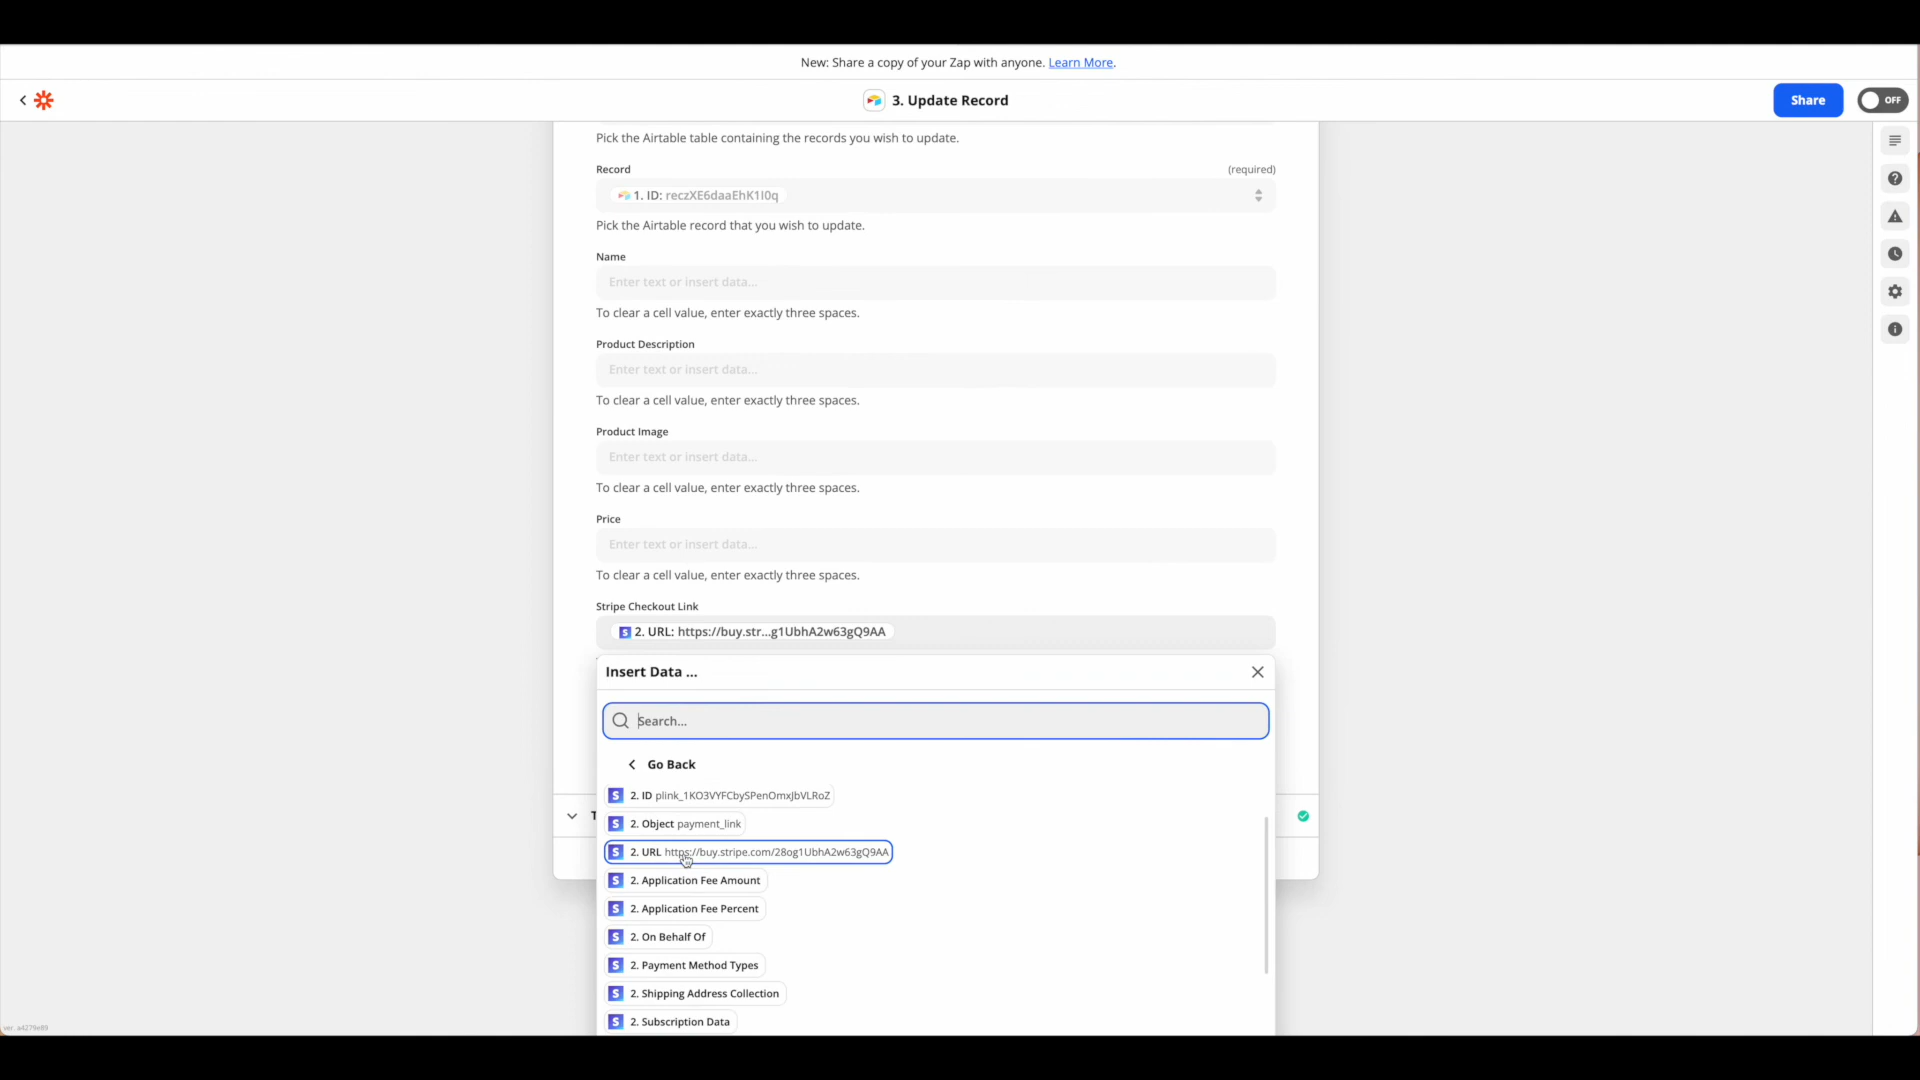 New: Share a copy of your Zap with anyone. Learn More.
3. Update Record
Share
OFF
Pick the Airtable table containing the records you wish to update.
Record (required)
1. ID: reczXE6daaEhK1I0q
Pick the Airtable record that you wish to update.
Name
Enter text or insert data...
To clear a cell value, enter exactly three spaces.
Product Description
Enter text or insert data...
To clear a cell value, enter exactly three spaces.
Product Image
Enter text or insert data...
To clear a cell value, enter exactly three spaces.
Price
Enter text or insert data...
To clear a cell value, enter exactly three spaces.
Stripe Checkout Link
2. URL: https://buy.str...g1UbhA2w63gQ9AA
Insert Data ...
Search...
Go Back
2. ID plink_1KO3VYFCbySPenOmxJbVLRoZ
2. Object payment_link
T
2. URL https://buy.stripe.com/28og1UbhA2w63gQ9AA
2. Application Fee Amount
2. Application Fee Percent
2. On Behalf Of
2. Payment Method Types
2. Shipping Address Collection
2. Subscription Data
ver. a4279e89